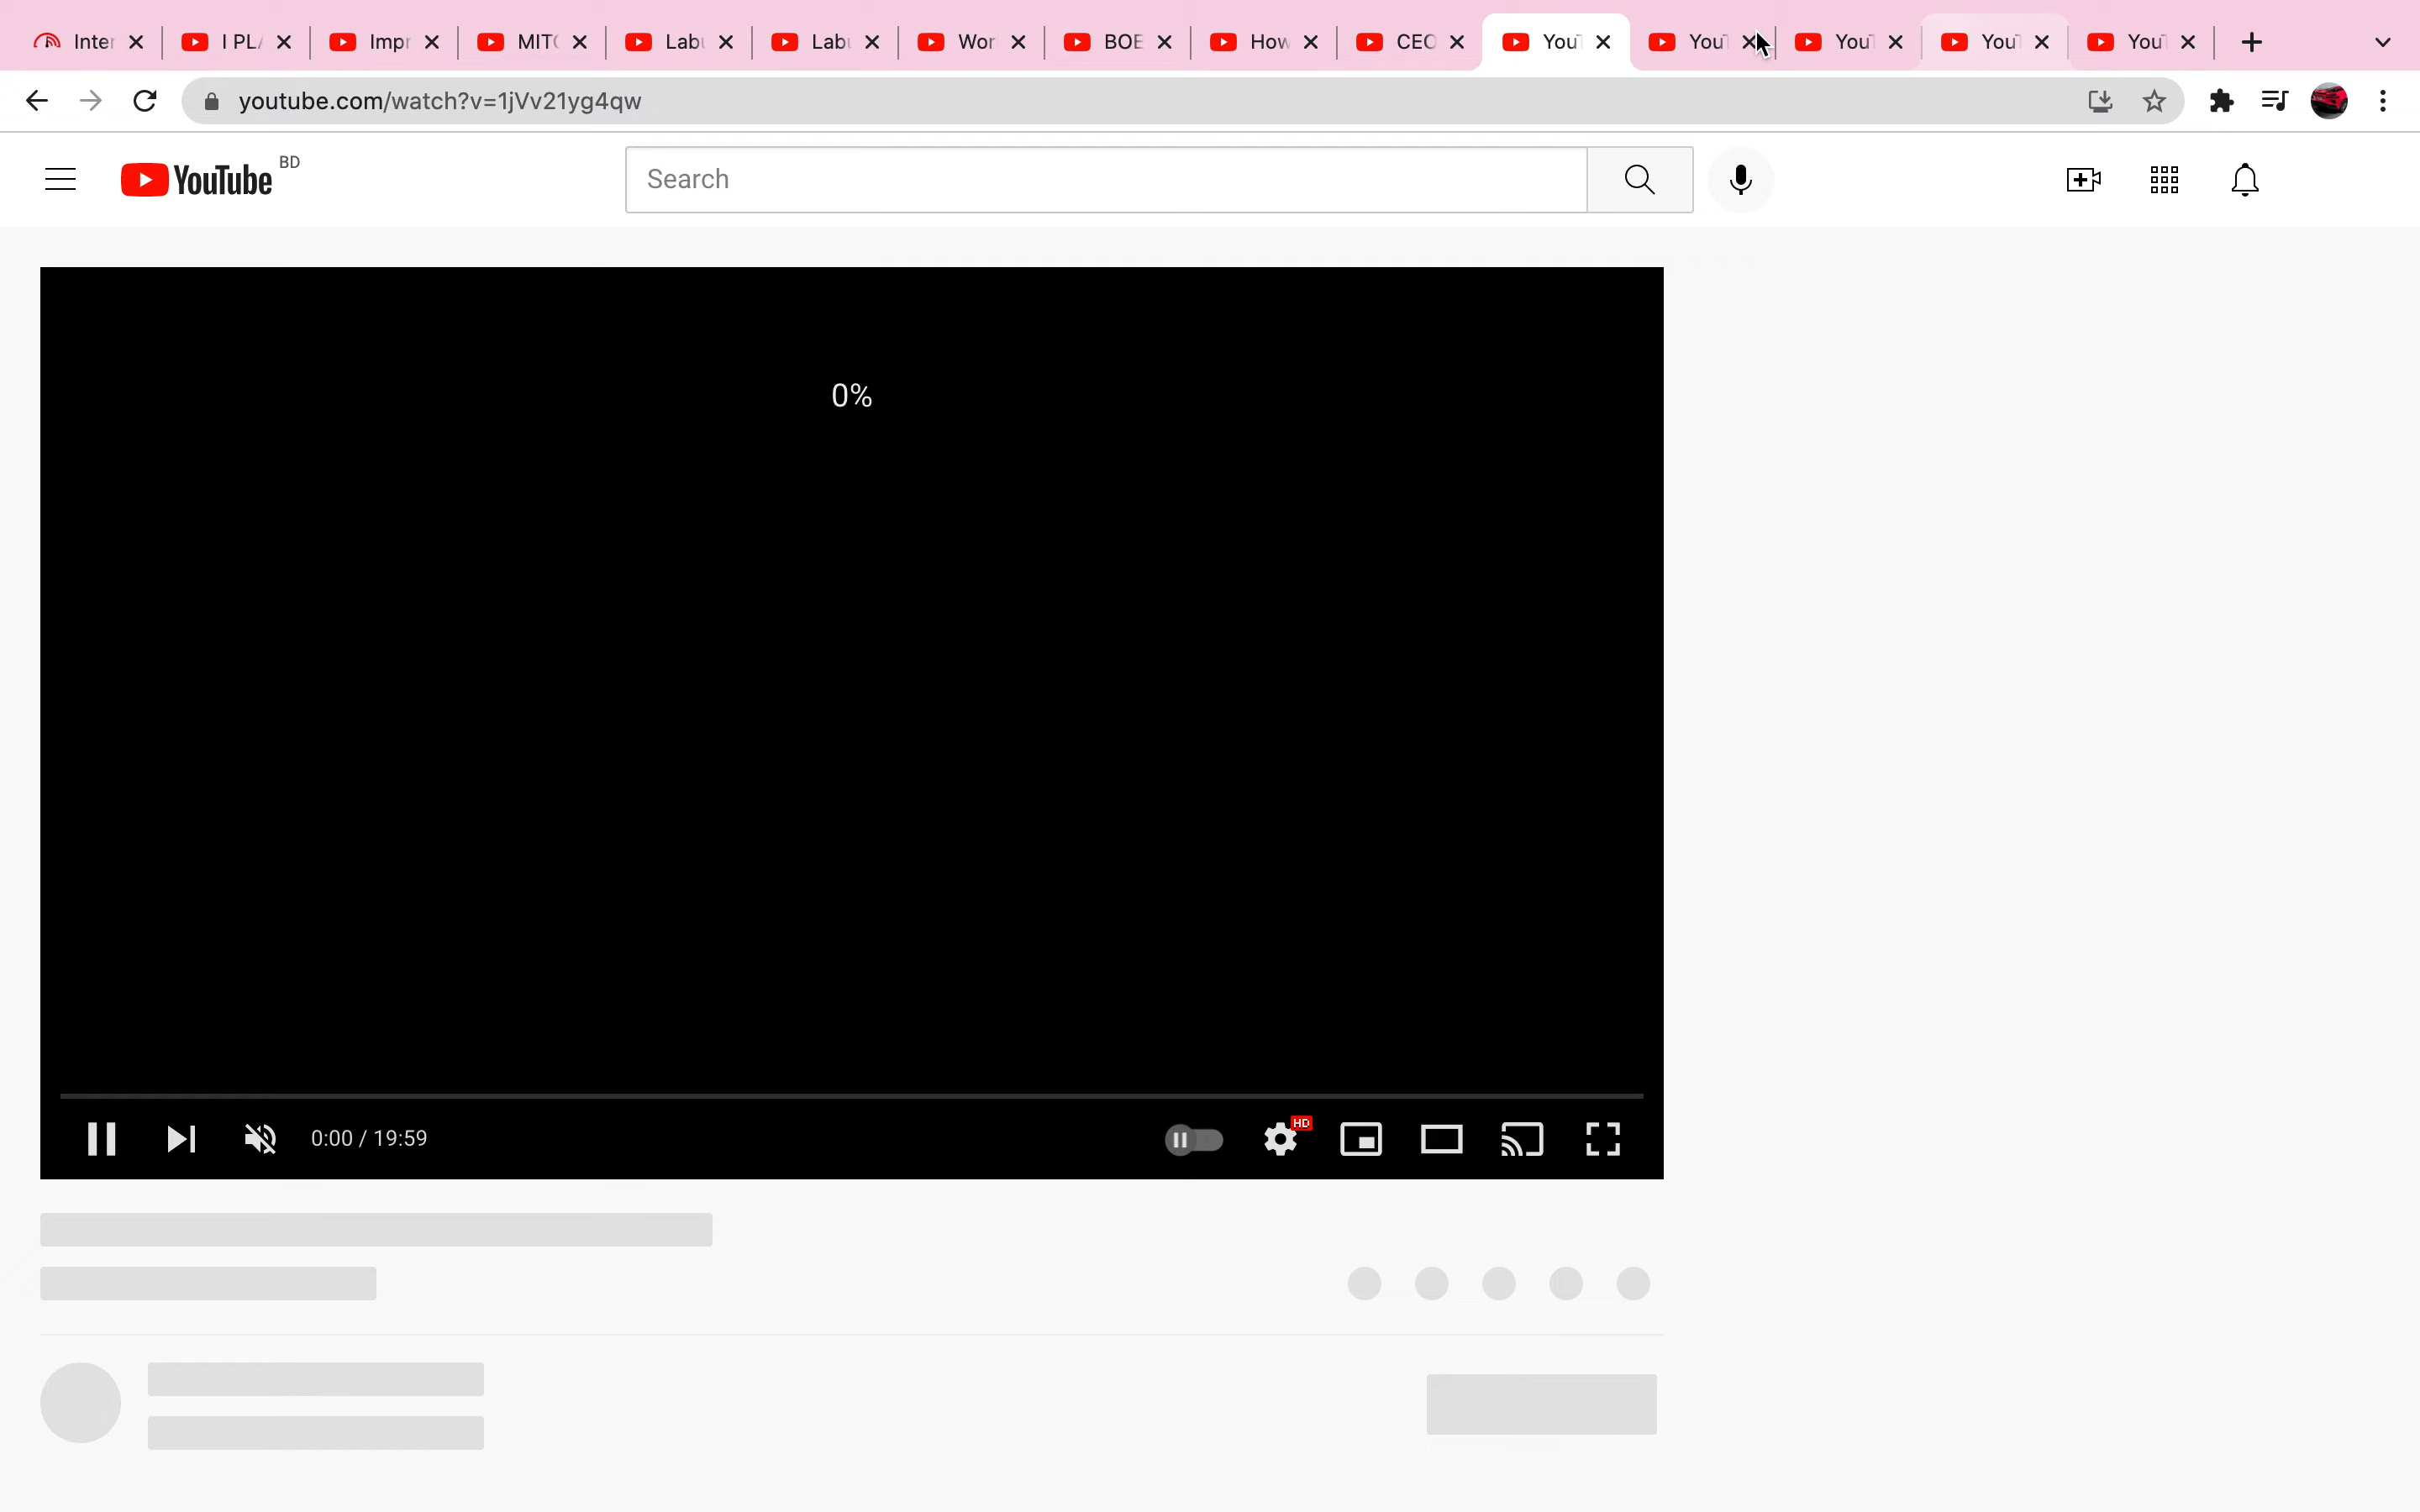 Inter
I PL
Impr
MIT
Lab
Lab
Wor
BOE
How
CEO
You
You
You
You
You
youtube.com/watch?v=1jVv21yg4qw
YouTube BD
Search
0%
0:00 / 19:59
HD